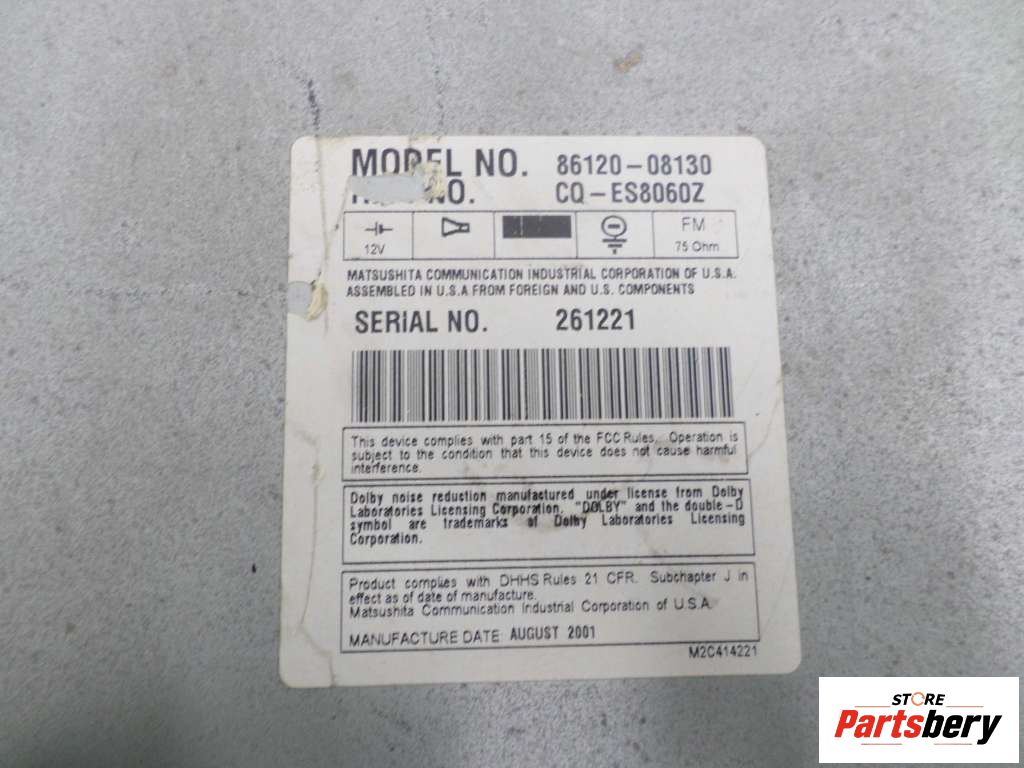 MODEL NO. 86120-08130
NO. CQ-ES8060Z
12V FM 75 Ohm
MATSUSHITA COMMUNICATION INDUSTRIAL CORPORATION OF U.S.A.
ASSEMBLED IN U.S.A FROM FOREIGN AND U.S. COMPONENTS
SERIAL NO. 261221
This device complies with part 15 of the FCC Rules. Operation is
subject to the condition that this device does not cause harmful
interference.
Dolby noise reduction manufactured under license from Dolby
Laboratories Licensing Corporation. "DOLBY" and the double-D
symbol are trademarks of Dolby Laboratories Licensing
Corporation.
Product complies with DHHS Rules 21 CFR. Subchapter J in
effect as of date of manufacture.
Matsushita Communication Industrial Corporation of U.S.A.
MANUFACTURE DATE: AUGUST 2001
M2C414221
STORE
Partsbery